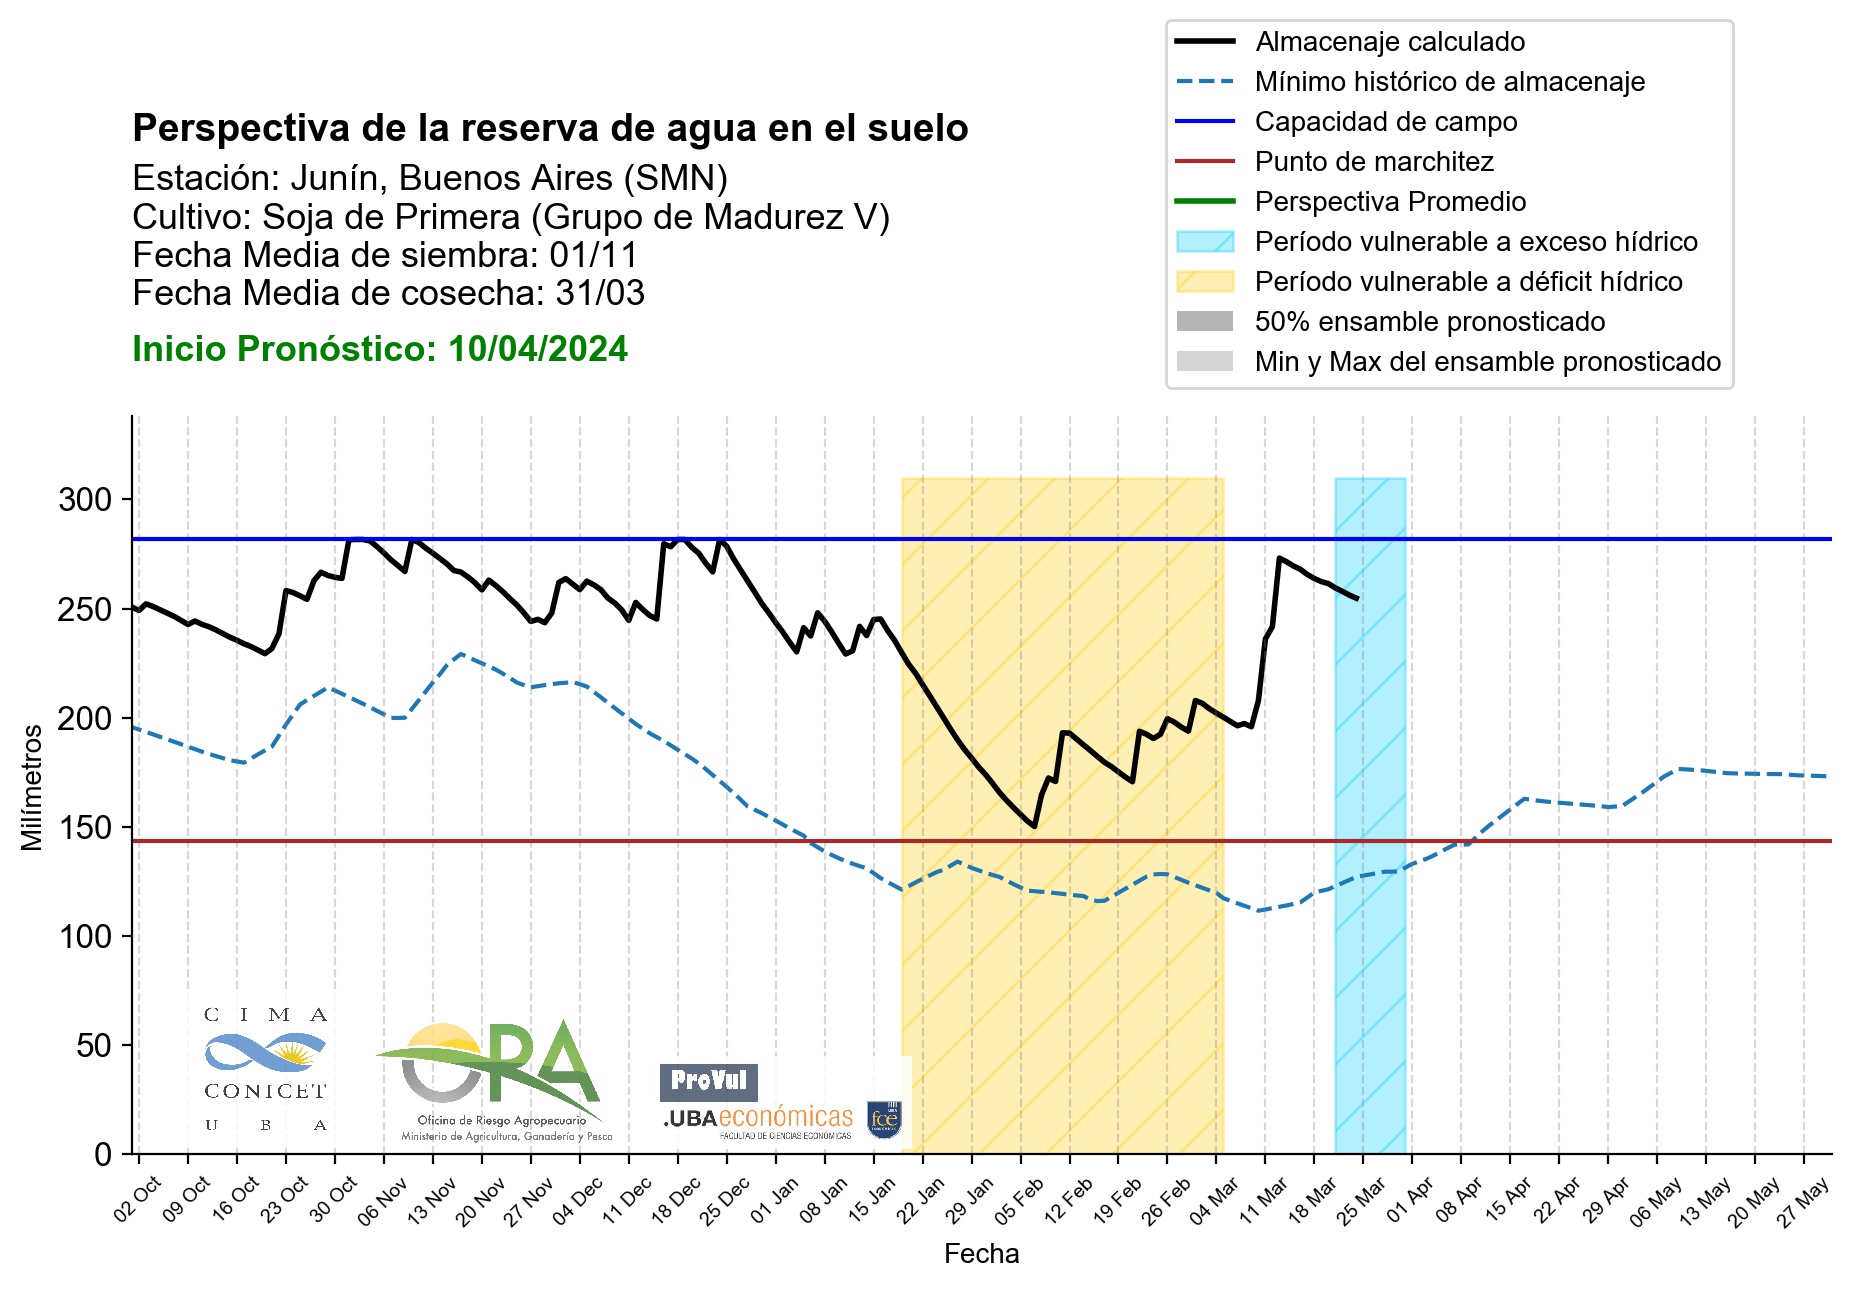 Almacenaje calculado
Mínimo histórico de almacenaje
Capacidad de campo
Punto de marchitez
Perspectiva Promedio
Período vulnerable a exceso hídrico
Período vulnerable a déficit hídrico
50% ensamble pronosticado
Min y Max del ensamble pronosticado
Perspectiva de la reserva de agua en el suelo
Estación: Junín, Buenos Aires (SMN)
Cultivo: Soja de Primera (Grupo de Madurez V)
Fecha Media de siembra: 01/11
Fecha Media de cosecha: 31/03
Inicio Pronóstico: 10/04/2024
Milímetros
300
250
200
150
100
50
0
CIMA
CONICET
UBA
ORA
Oficina de Riesgo Agropecuario
Ministerio de Agricultura, Ganadería y Pesca
ProVul
.UBAeconómicas
FACULTAD DE CIENCIAS ECONÓMICAS
fce
02 Oct
09 Oct
16 Oct
23 Oct
30 Oct
06 Nov
13 Nov
20 Nov
27 Nov
04 Dec
11 Dec
18 Dec
25 Dec
01 Jan
08 Jan
15 Jan
22 Jan
29 Jan
05 Feb
12 Feb
19 Feb
26 Feb
04 Mar
11 Mar
18 Mar
25 Mar
01 Apr
08 Apr
15 Apr
22 Apr
29 Apr
06 May
13 May
20 May
27 May
Fecha